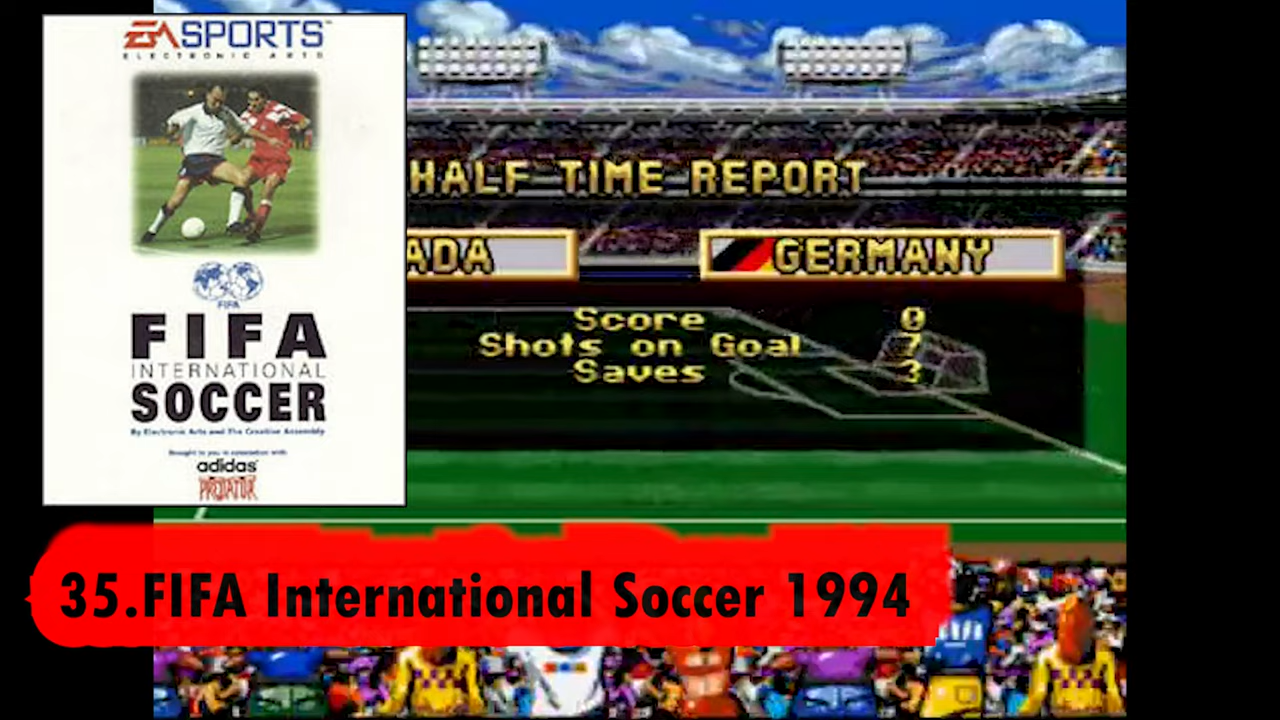 EA SPORTS
ELECTRONIC ARTS
FIFA
FIFA
INTERNATIONAL
SOCCER
By Electronic Arts and The Creative Assembly
Brought to you in association with
adidas
PREDATOR
HALF TIME REPORT
ADA
GERMANY
Score 0
Shots on Goal 7
Saves 3
35.FIFA International Soccer 1994